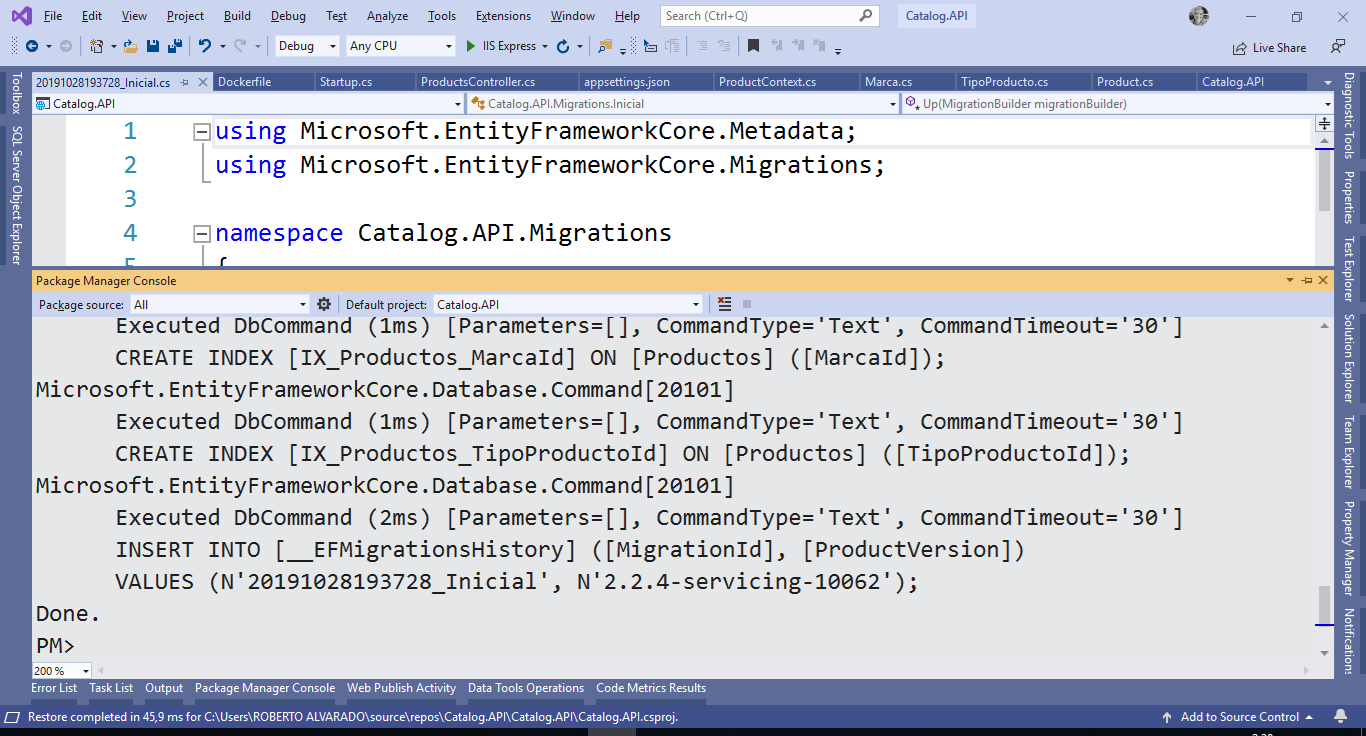 File Edit View Project Build Debug Test Analyze Tools Extensions Window Help Search (Ctrl+Q) Catalog.API
Debug Any CPU IIS Express Live Share
20191028193728_Inicial.cs Dockerfile Startup.cs ProductsController.cs appsettings.json ProductContext.cs Marca.cs TipoProducto.cs Product.cs Catalog.API
Catalog.API Catalog.API.Migrations.Inicial Up(MigrationBuilder migrationBuilder)
Toolbox
SQL Server Object Explorer
1 using Microsoft.EntityFrameworkCore.Metadata;
2 using Microsoft.EntityFrameworkCore.Migrations;
3
4 namespace Catalog.API.Migrations
5 {
Package Manager Console
Package source: All Default project: Catalog.API
Executed DbCommand (1ms) [Parameters=[], CommandType='Text', CommandTimeout='30']
CREATE INDEX [IX_Productos_MarcaId] ON [Productos] ([MarcaId]);
Microsoft.EntityFrameworkCore.Database.Command[20101]
Executed DbCommand (1ms) [Parameters=[], CommandType='Text', CommandTimeout='30']
CREATE INDEX [IX_Productos_TipoProductoId] ON [Productos] ([TipoProductoId]);
Microsoft.EntityFrameworkCore.Database.Command[20101]
Executed DbCommand (2ms) [Parameters=[], CommandType='Text', CommandTimeout='30']
INSERT INTO [__EFMigrationsHistory] ([MigrationId], [ProductVersion])
VALUES (N'20191028193728_Inicial', N'2.2.4-servicing-10062');
Done.
PM>
200 %
Diagnostic Tools
Properties
Test Explorer
Solution Explorer
Team Explorer
Property Manager
Notifications
Error List Task List Output Package Manager Console Web Publish Activity Data Tools Operations Code Metrics Results
Restore completed in 45,9 ms for C:\Users\ROBERTO ALVARADO\source\repos\Catalog.API\Catalog.API\Catalog.API.csproj. Add to Source Control